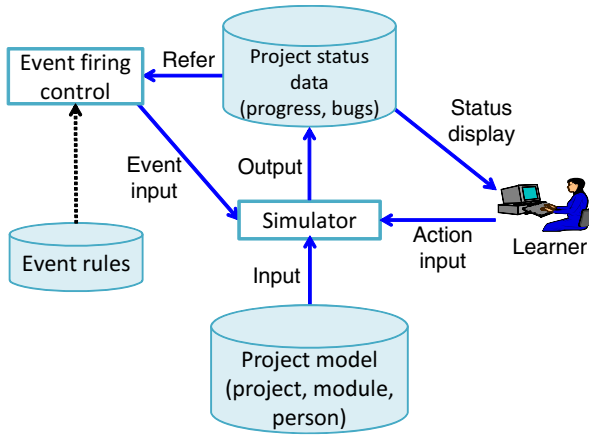 Event firing
control
Refer
Project status
data
(progress, bugs)
Status
display
Event
input
Output
Simulator
Action
input
Learner
Event rules
Input
Project model
(project, module,
person)